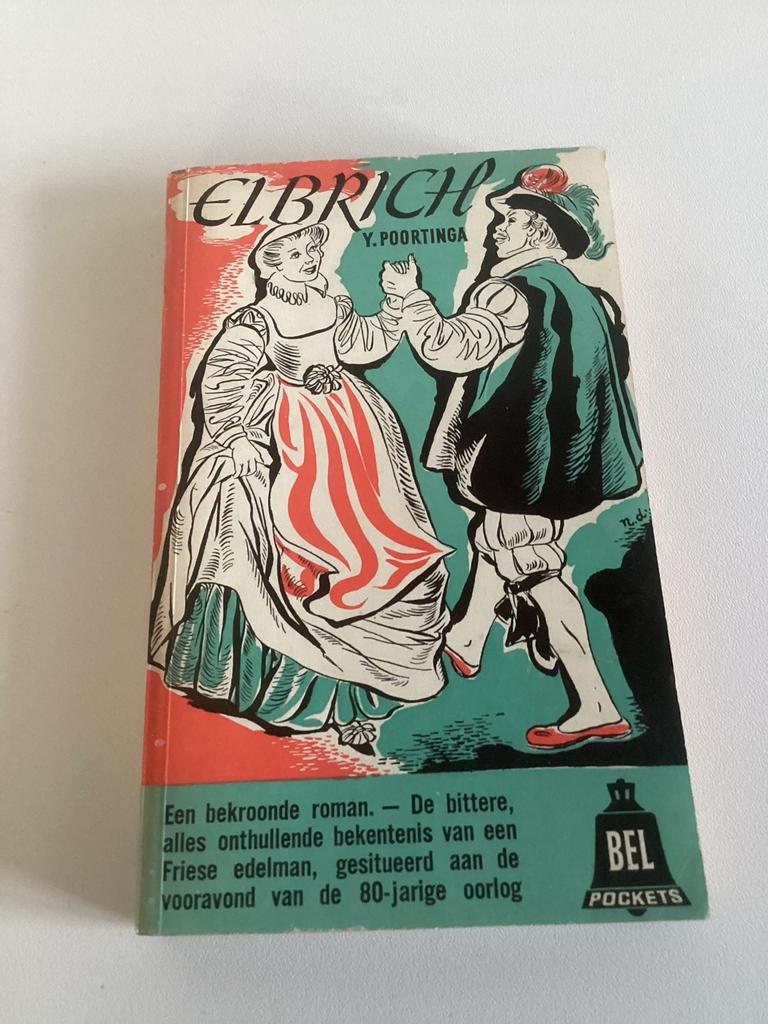 ELBRICH
Y. POORTINGA
n.d.
Een bekroonde roman. — De bittere,
alles onthullende bekentenis van een
Friese edelman, gesitueerd aan de
vooravond van de 80-jarige oorlog
BEL
POCKETS